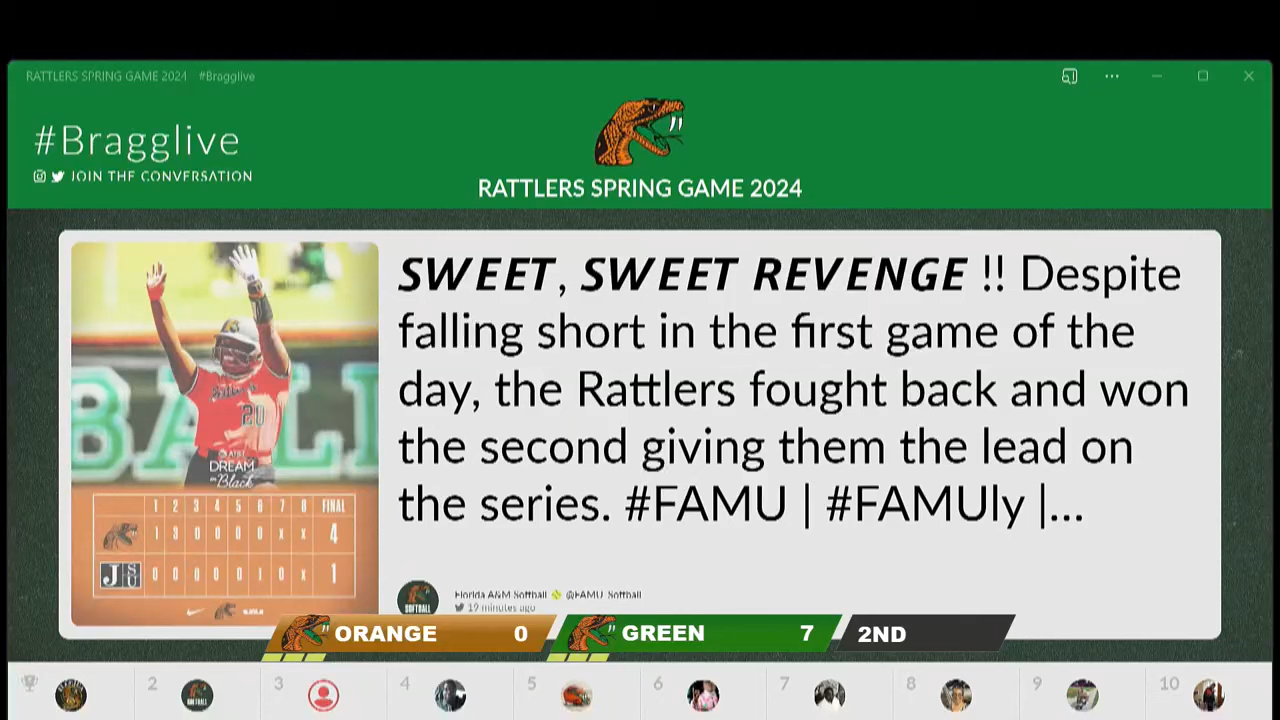 RATTLERS SPRING GAME 2024 #Bragglive
#Bragglive
JOIN THE CONVERSATION
RATTLERS SPRING GAME 2024
SWEET, SWEET REVENGE !! Despite
falling short in the first game of the
day, the Rattlers fought back and won
the second giving them the lead on
the series. #FAMU | #FAMUly |...
20
DREAM
in Black
1 2 3 4 5 6 7 8 FINAL
1 3 0 0 0 0 x x 4
JSU 0 0 0 0 0 1 0 x 1
SOFTBALL
Florida A&M Softball @FAMU_Softball
19 minutes ago
ORANGE 0 GREEN 7 2ND
2 3 4 5 6 7 8 9 10